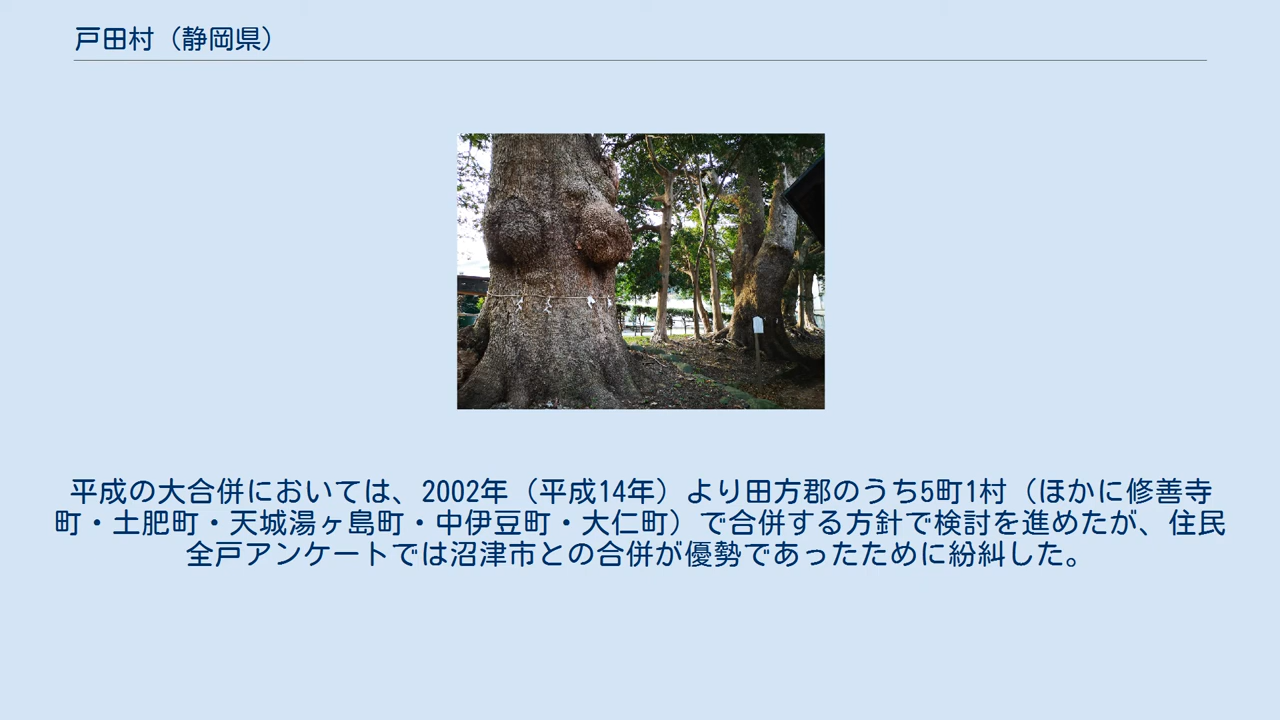 戸田村（静岡県）
平成の大合併においては、2002年（平成14年）より田方郡のうち5町1村（ほかに修善寺
町・土肥町・天城湯ヶ島町・中伊豆町・大仁町）で合併する方針で検討を進めたが、住民
全戸アンケートでは沼津市との合併が優勢であったために紛糾した。